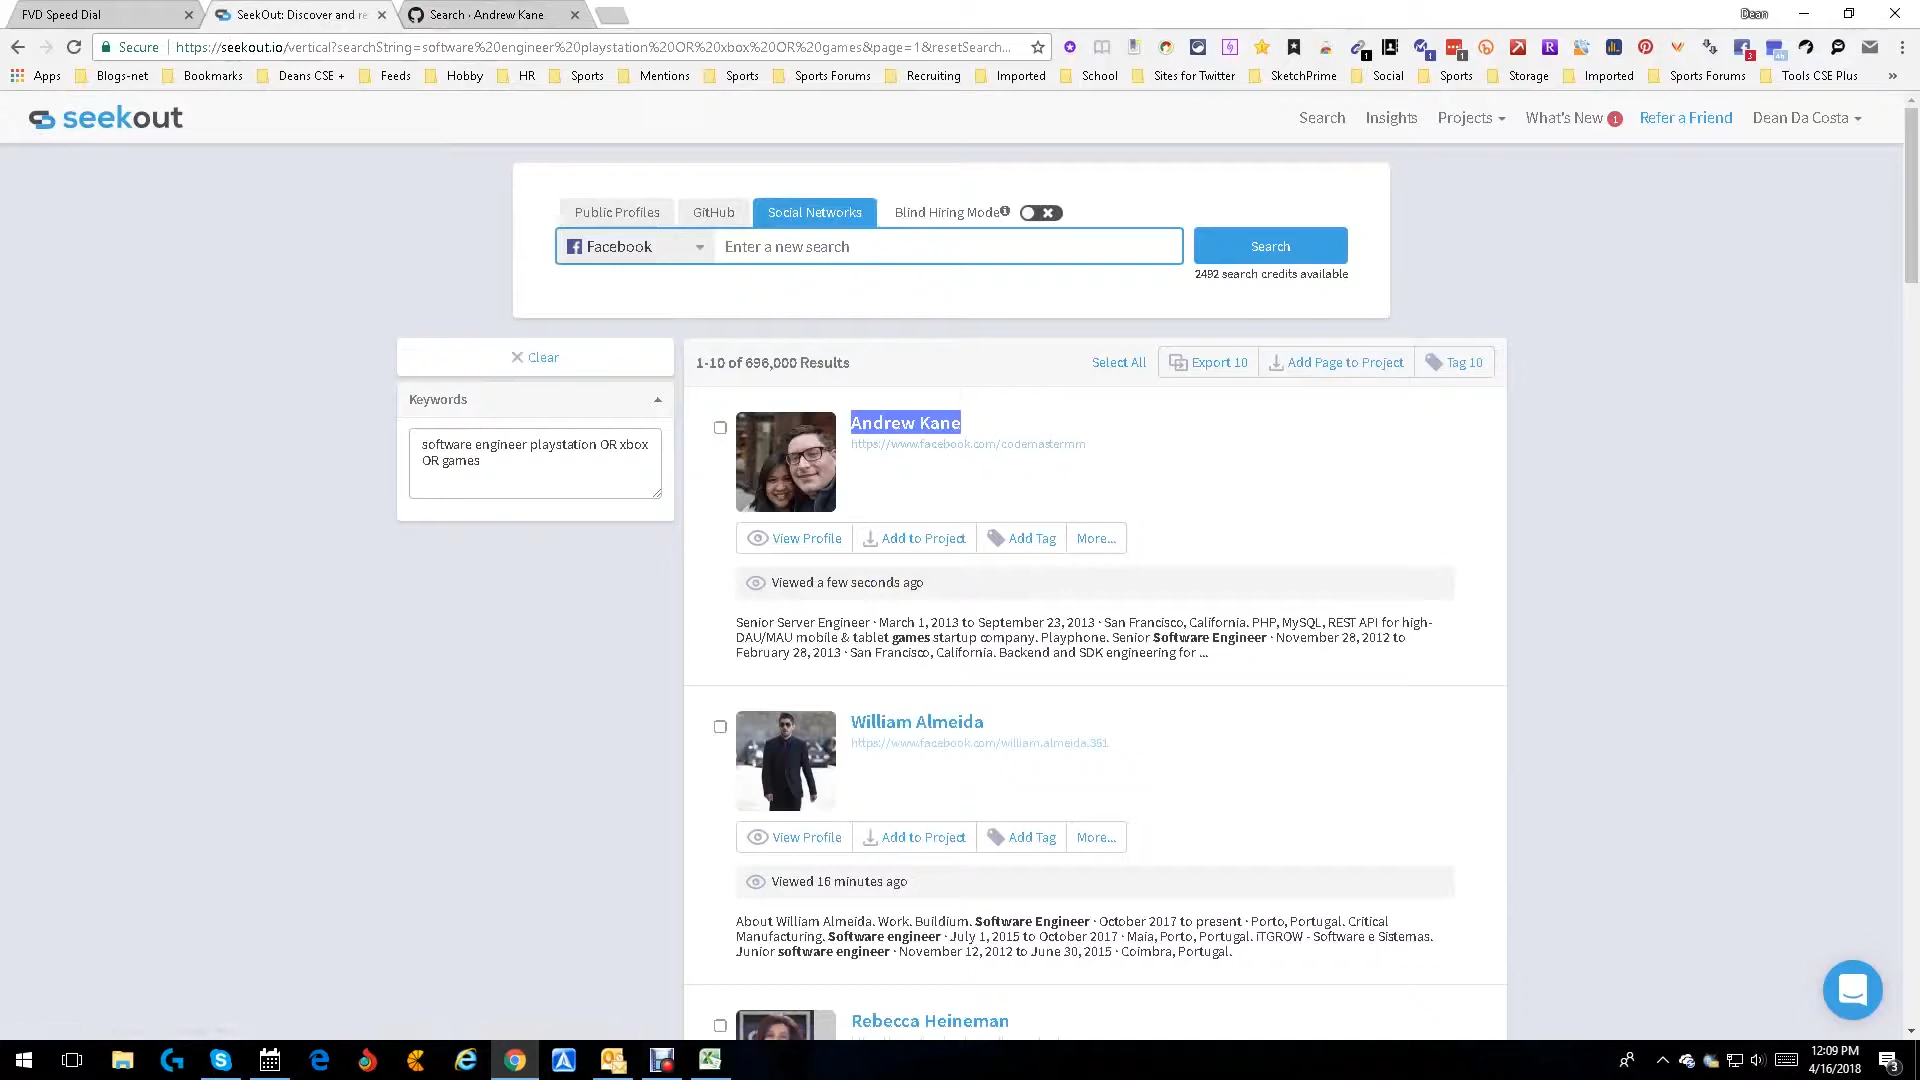 FVD Speed Dial
SeekOut: Discover and re
Search · Andrew Kane
Dean
Secure
https://seekout.io/vertical?searchString=software%20engineer%20playstation%20OR%20xbox%20OR%20games&page=1&resetSearch...
Apps
Blogs-net
Bookmarks
Deans CSE +
Feeds
Hobby
HR
Sports
Mentions
Sports
Sports Forums
Recruiting
Imported
School
Sites for Twitter
SketchPrime
Social
Sports
Storage
Imported
Sports Forums
Tools CSE Plus
seekout
Search
Insights
Projects
What's New 1
Refer a Friend
Dean Da Costa
Public Profiles
GitHub
Social Networks
Blind Hiring Mode
Facebook
Enter a new search
Search
2492 search credits available
Clear
Keywords
software engineer playstation OR xbox
OR games
1-10 of 696,000 Results
Select All
Export 10
Add Page to Project
Tag 10
Andrew Kane
https://www.facebook.com/codemastermm
View Profile
Add to Project
Add Tag
More...
Viewed a few seconds ago
Senior Server Engineer · March 1, 2013 to September 23, 2013 · San Francisco, California. PHP, MySQL, REST API for high-
DAU/MAU mobile & tablet games startup company. Playphone. Senior Software Engineer · November 28, 2012 to
February 28, 2013 · San Francisco, California. Backend and SDK engineering for ...
William Almeida
https://www.facebook.com/william.almeida.351
View Profile
Add to Project
Add Tag
More...
Viewed 16 minutes ago
About William Almeida. Work. Buildium. Software Engineer · October 2017 to present · Porto, Portugal. Critical
Manufacturing. Software engineer · July 1, 2015 to October 2017 · Maia, Porto, Portugal. iTGROW - Software e Sistemas.
Junior software engineer · November 12, 2012 to June 30, 2015 · Coimbra, Portugal.
Rebecca Heineman
12:09 PM
4/16/2018
3